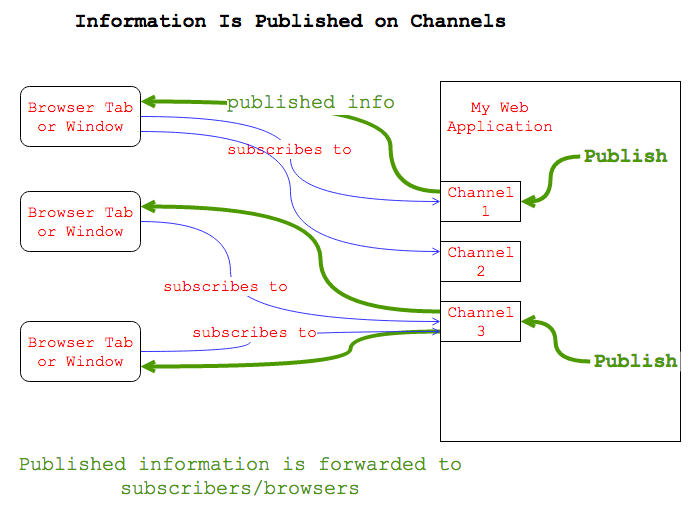 Information Is Published on Channels
Browser Tab
or Window
published info
My Web
Application
subscribes to
Publish
Channel
1
Browser Tab
or Window
Channel
2
subscribes to
Channel
3
Browser Tab
or Window
subscribes to
Publish
Published information is forwarded to
subscribers/browsers